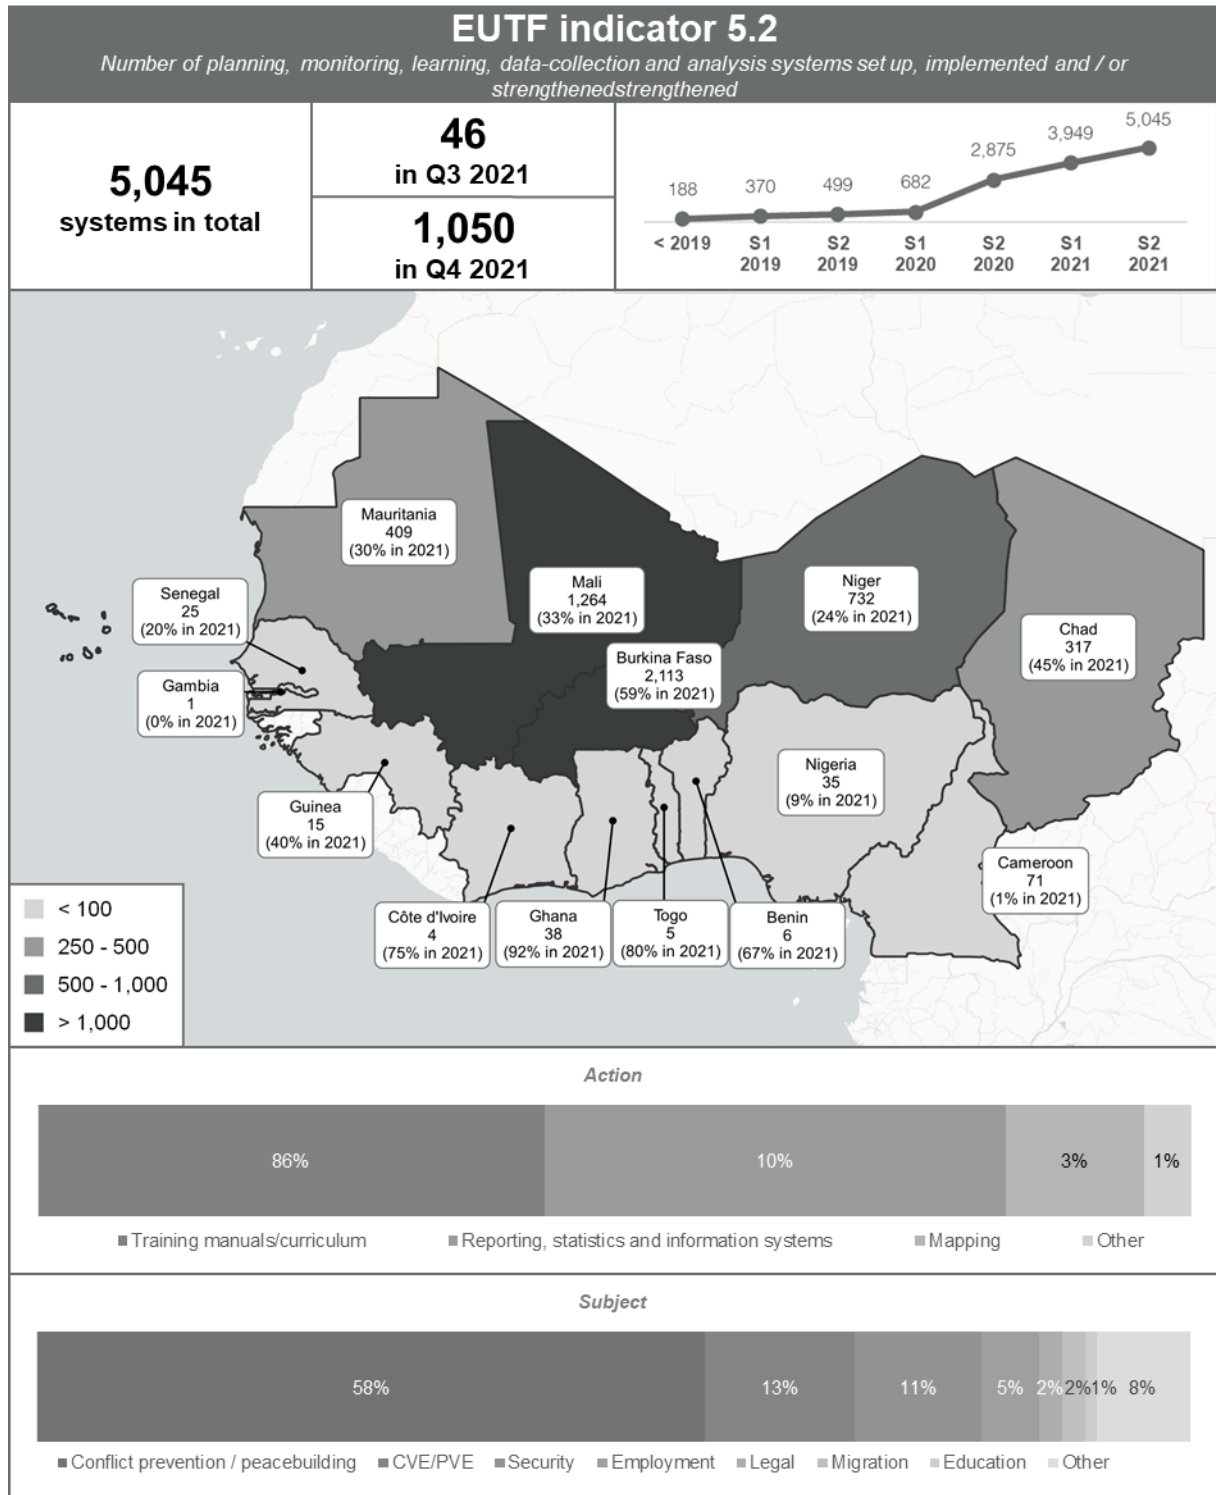 EUTF indicator 5.2
Number of planning, monitoring, learning, data-collection and analysis systems set up, implemented and / or
strengthenedstrengthened
5,045
systems in total
46
in Q3 2021
1,050
in Q4 2021
188
370
499
682
2,875
3,949
5,045
< 2019
S1
2019
S2
2019
S1
2020
S2
2020
S1
2021
S2
2021
Mauritania
409
(30% in 2021)
Mali
1,264
(33% in 2021)
Niger
732
(24% in 2021)
Chad
317
(45% in 2021)
Senegal
25
(20% in 2021)
Burkina Faso
2,113
(59% in 2021)
Gambia
1
(0% in 2021)
Nigeria
35
(9% in 2021)
Guinea
15
(40% in 2021)
Cameroon
71
(1% in 2021)
Côte d'Ivoire
4
(75% in 2021)
Ghana
38
(92% in 2021)
Togo
5
(80% in 2021)
Benin
6
(67% in 2021)
< 100
250 - 500
500 - 1,000
> 1,000
Action
86%
10%
3%
1%
Training manuals/curriculum
Reporting, statistics and information systems
Mapping
Other
Subject
58%
13%
11%
5%
2%
2%
1%
8%
Conflict prevention / peacebuilding
CVE/PVE
Security
Employment
Legal
Migration
Education
Other